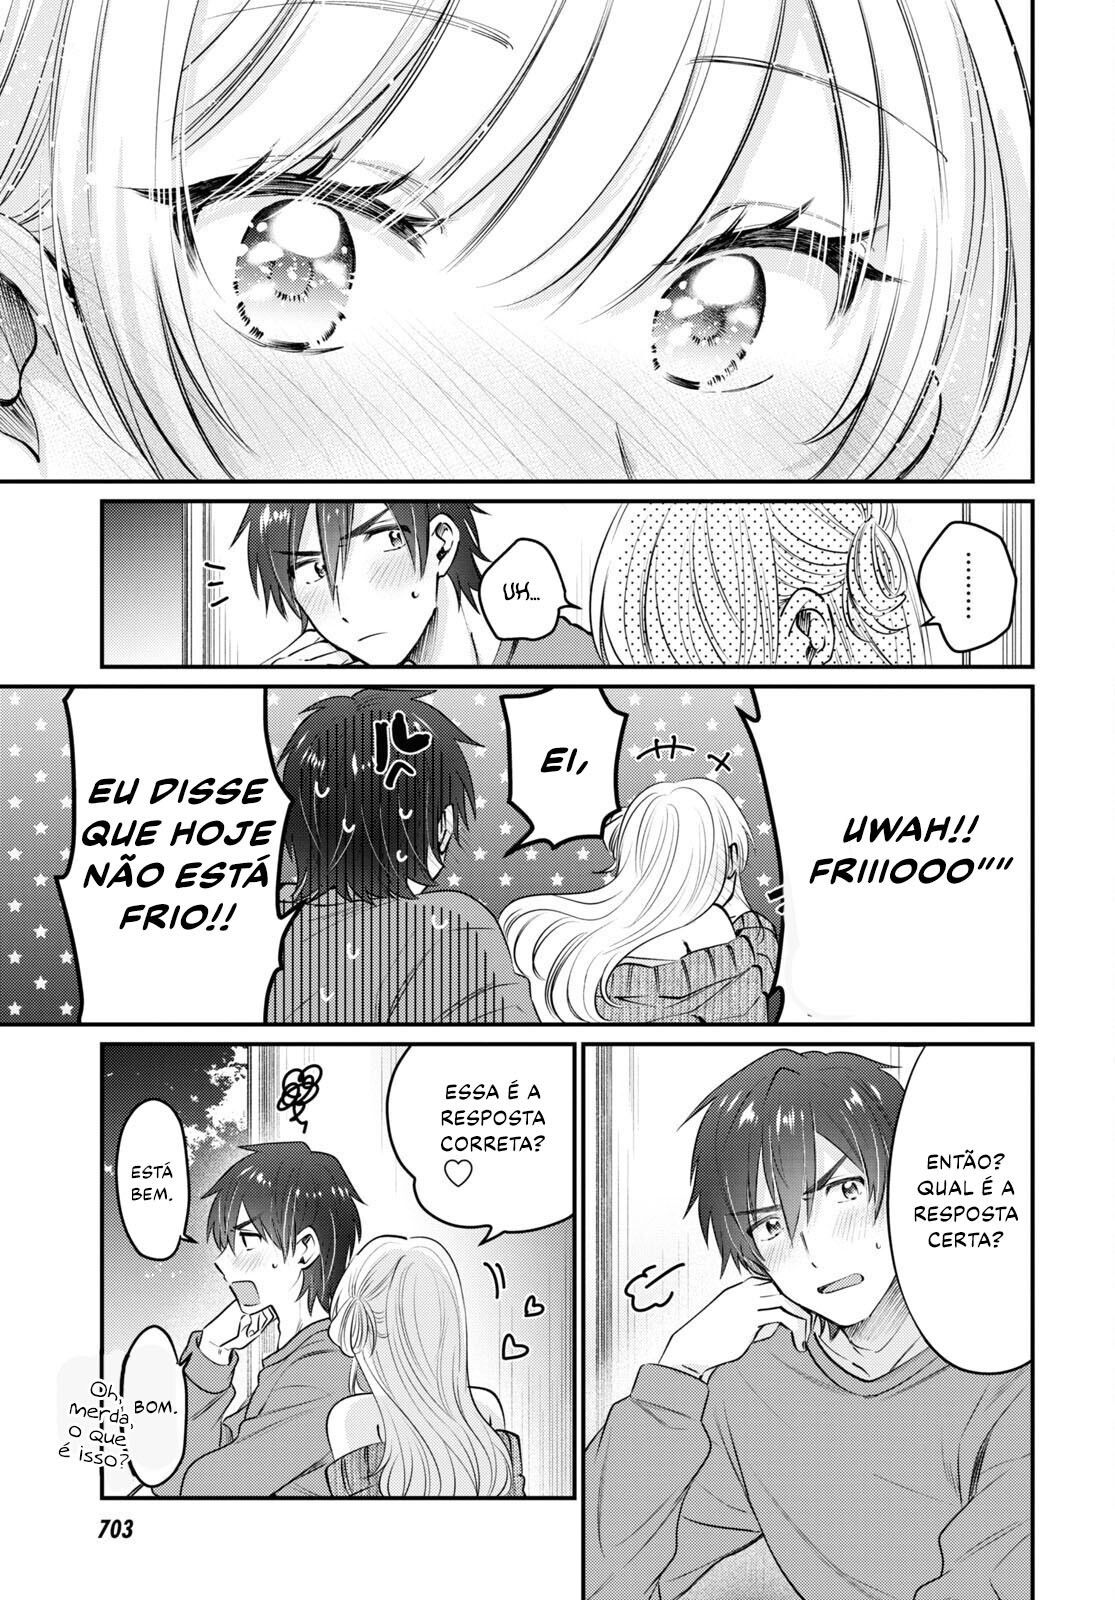 .........
UK...
UWAH!!
FRIIIOOO""
EI,
EU DISSE
QUE HOJE
NÃO ESTÁ
FRIO!!
ENTÃO?
QUAL É A
RESPOSTA
CERTA?
ESSA É A
RESPOSTA
CORRETA?
♡
ESTÁ
BEM.
BOM.
Oh,
merda,
o que
é isso?
703